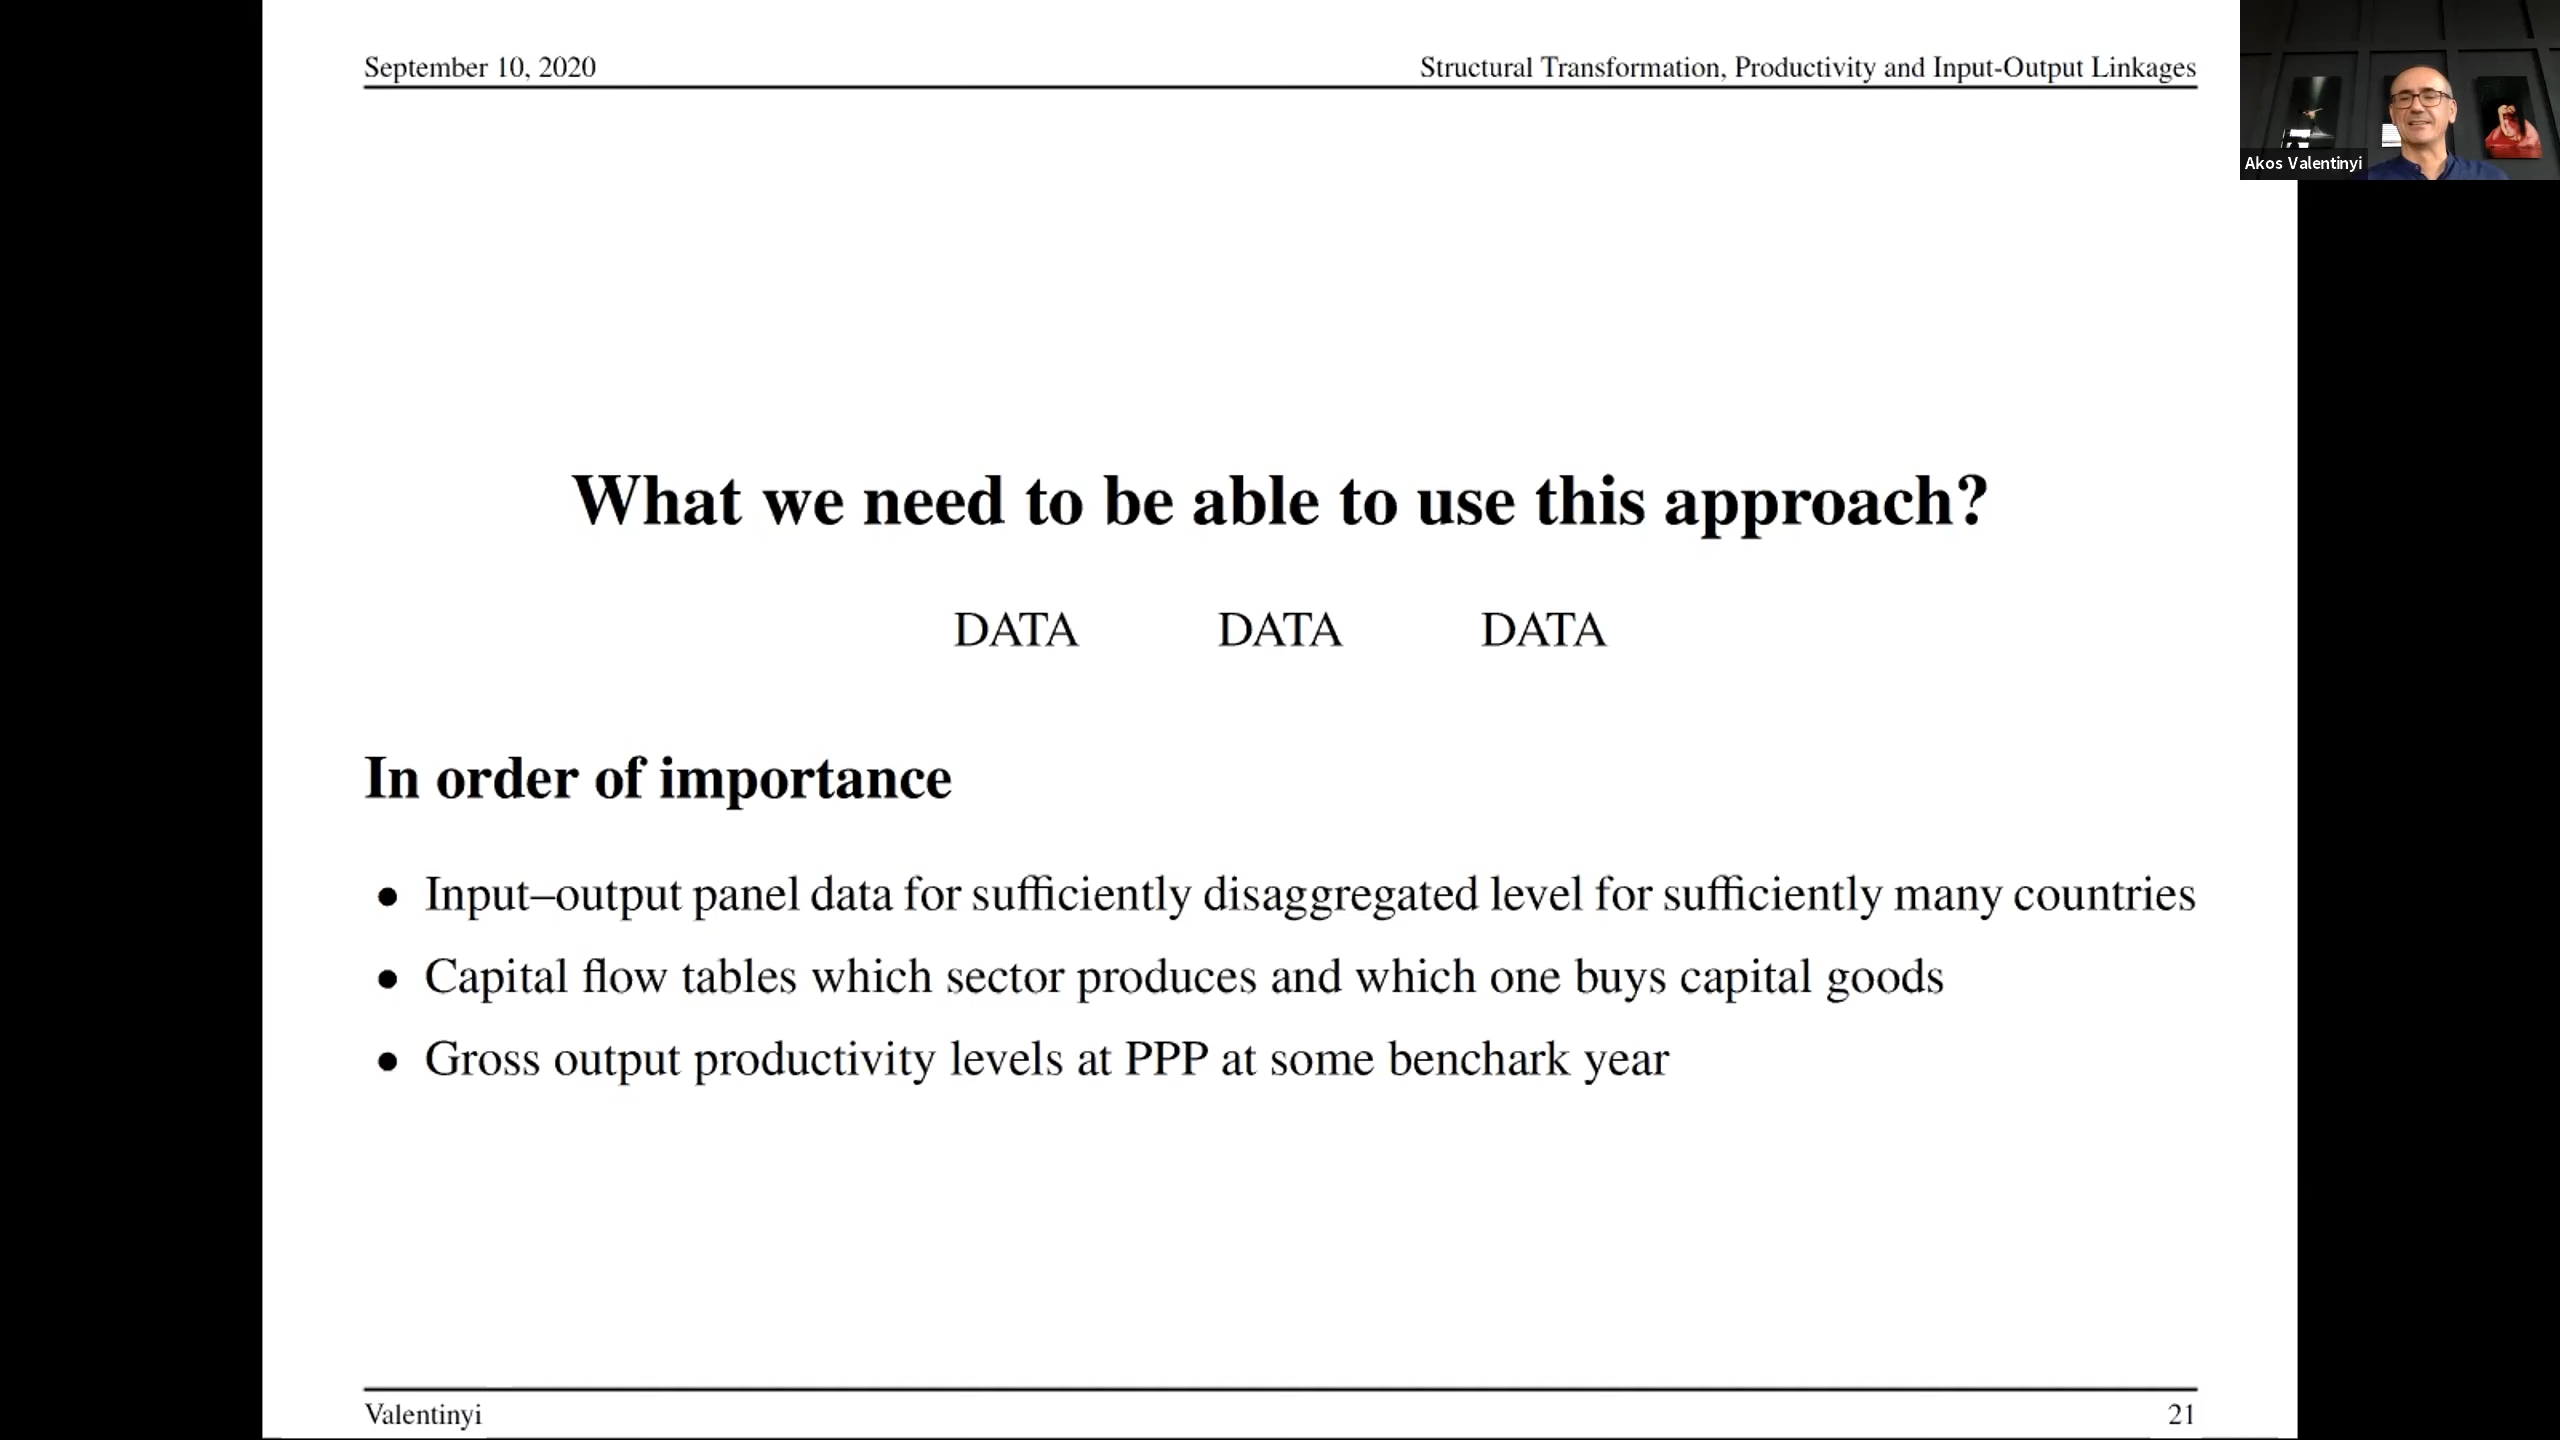 September 10, 2020
Structural Transformation, Productivity and Input-Output Linkages
Akos Valentinyi
What we need to be able to use this approach?
DATA DATA DATA
In order of importance
• Input–output panel data for sufficiently disaggregated level for sufficiently many countries
• Capital flow tables which sector produces and which one buys capital goods
• Gross output productivity levels at PPP at some benchark year
Valentinyi
21